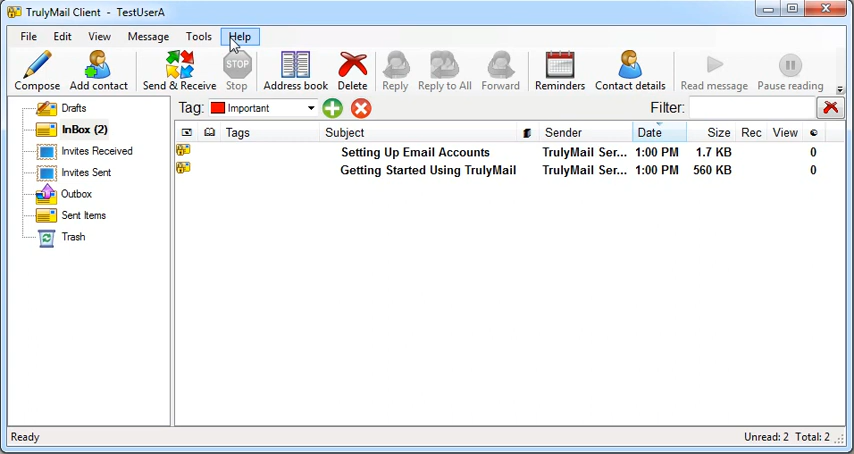 TrulyMail Client - TestUserA
File Edit View Message Tools Help
Compose Add contact Send & Receive STOP Stop Address book Delete Reply Reply to All Forward Reminders Contact details Read message Pause reading
Tag: Important Filter:
Drafts
InBox (2)
Invites Received
Invites Sent
Outbox
Sent Items
Trash
Tags Subject Sender Date Size Rec View
Setting Up Email Accounts TrulyMail Ser... 1:00 PM 1.7 KB 0
Getting Started Using TrulyMail TrulyMail Ser... 1:00 PM 560 KB 0
Ready Unread: 2 Total: 2